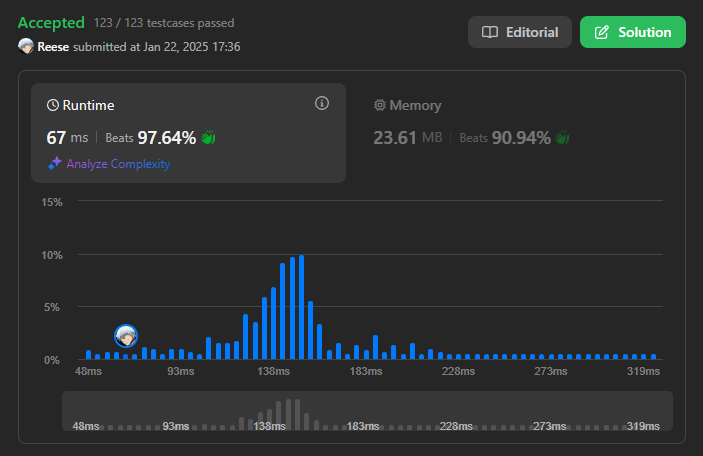 Accepted 123 / 123 testcases passed
Reese submitted at Jan 22, 2025 17:36
Editorial
Solution
Runtime
67 ms Beats 97.64%
Analyze Complexity
Memory
23.61 MB Beats 90.94%
15%
10%
5%
0%
48ms 93ms 138ms 183ms 228ms 273ms 319ms
48ms 93ms 138ms 183ms 228ms 273ms 319ms